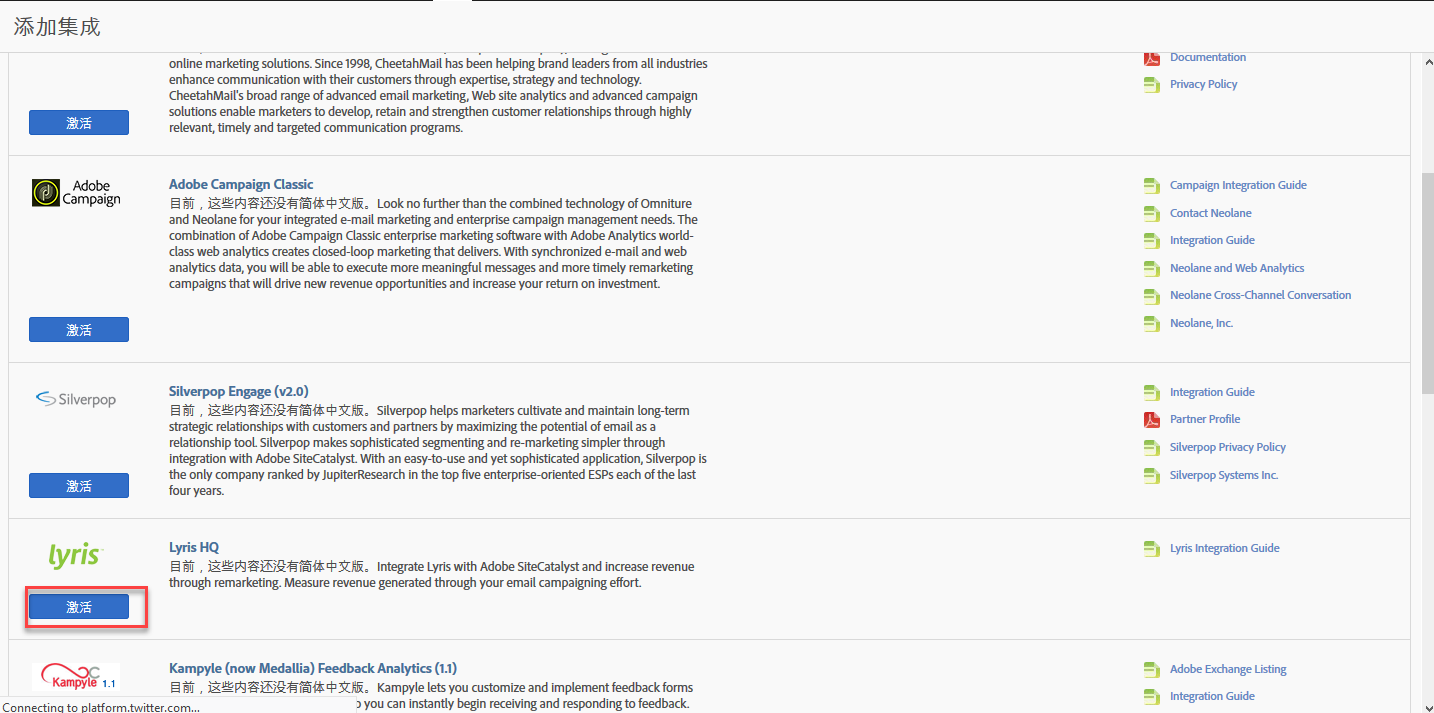 添加集成
online marketing solutions. Since 1998, CheetahMail has been helping brand leaders from all industries
enhance communication with their customers through expertise, strategy and technology.
CheetahMail's broad range of advanced email marketing, Web site analytics and advanced campaign
solutions enable marketers to develop, retain and strengthen customer relationships through highly
relevant, timely and targeted communication programs.
激活
Documentation
Privacy Policy
Adobe
Campaign
Adobe Campaign Classic
目前，这些内容还没有简体中文版。Look no further than the combined technology of Omniture
and Neolane for your integrated e-mail marketing and enterprise campaign management needs. The
combination of Adobe Campaign Classic enterprise marketing software with Adobe Analytics world-
class web analytics creates closed-loop marketing that delivers. With synchronized e-mail and web
analytics data, you will be able to execute more meaningful messages and more timely remarketing
campaigns that will drive new revenue opportunities and increase your return on investment.
激活
Campaign Integration Guide
Contact Neolane
Integration Guide
Neolane and Web Analytics
Neolane Cross-Channel Conversation
Neolane, Inc.
Silverpop
Silverpop Engage (v2.0)
目前，这些内容还没有简体中文版。Silverpop helps marketers cultivate and maintain long-term
strategic relationships with customers and partners by maximizing the potential of email as a
relationship tool. Silverpop makes sophisticated segmenting and re-marketing simpler through
integration with Adobe SiteCatalyst. With an easy-to-use and yet sophisticated application, Silverpop is
the only company ranked by JupiterResearch in the top five enterprise-oriented ESPs each of the last
four years.
激活
Integration Guide
Partner Profile
Silverpop Privacy Policy
Silverpop Systems Inc.
lyris
Lyris HQ
目前，这些内容还没有简体中文版。Integrate Lyris with Adobe SiteCatalyst and increase revenue
through remarketing. Measure revenue generated through your email campaigning effort.
激活
Lyris Integration Guide
Kampyle 1.1
Kampyle (now Medallia) Feedback Analytics (1.1)
目前，这些内容还没有简体中文版。Kampyle lets you customize and implement feedback forms
you can instantly begin receiving and responding to feedback.
Adobe Exchange Listing
Integration Guide
Connecting to platform.twitter.com...